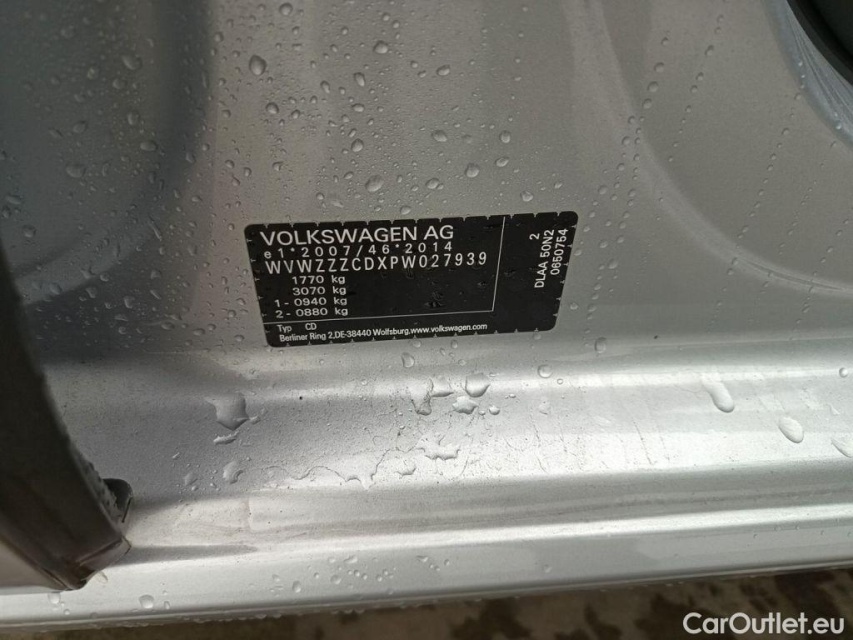 VOLKSWAGEN AG
e1*2007/46*2014
WVWZZZCDXPW027939
1770 kg
3070 kg
1 - 0940 kg
2 - 0880 kg
Typ CD
Berliner Ring 2,DE-38440 Wolfsburg.www.volkswagen.com
2
DLAA 50N2
0650754
CarOutlet.eu